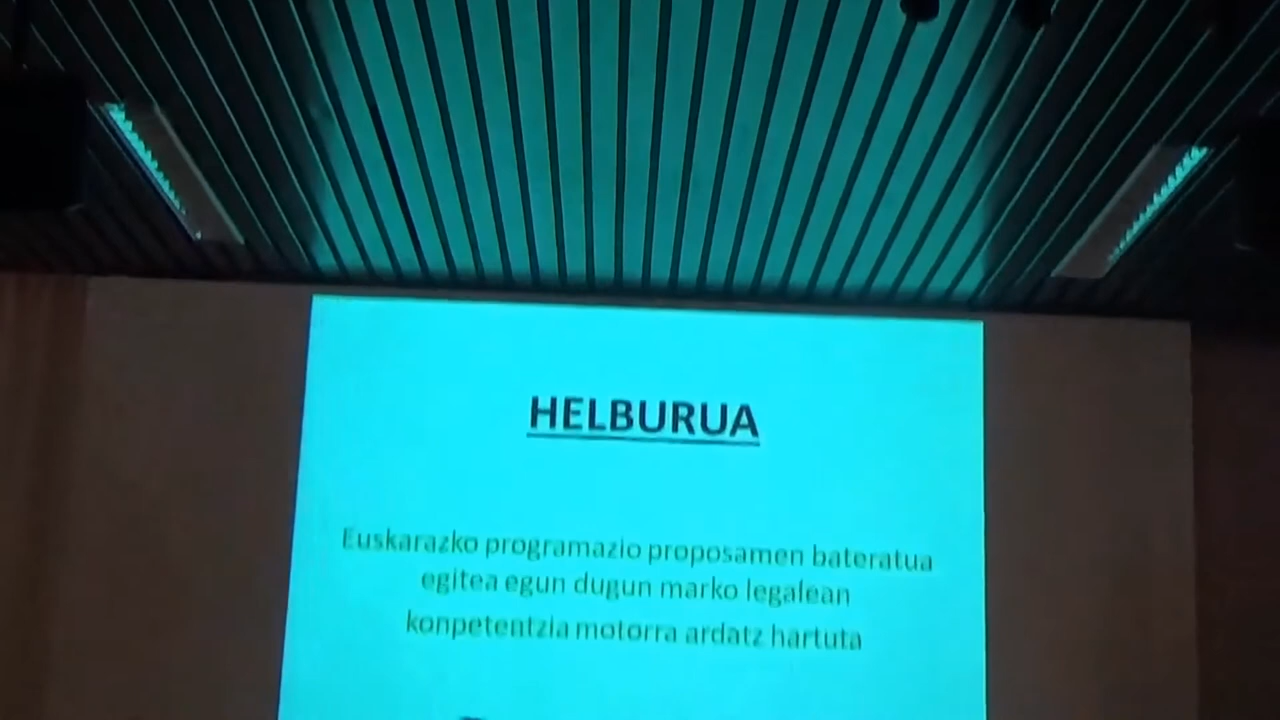 HELBURUA
Euskarazko programazio proposamen bateratua
egitea egun dugun marko legalean
konpetentzia motorra ardatz hartuta